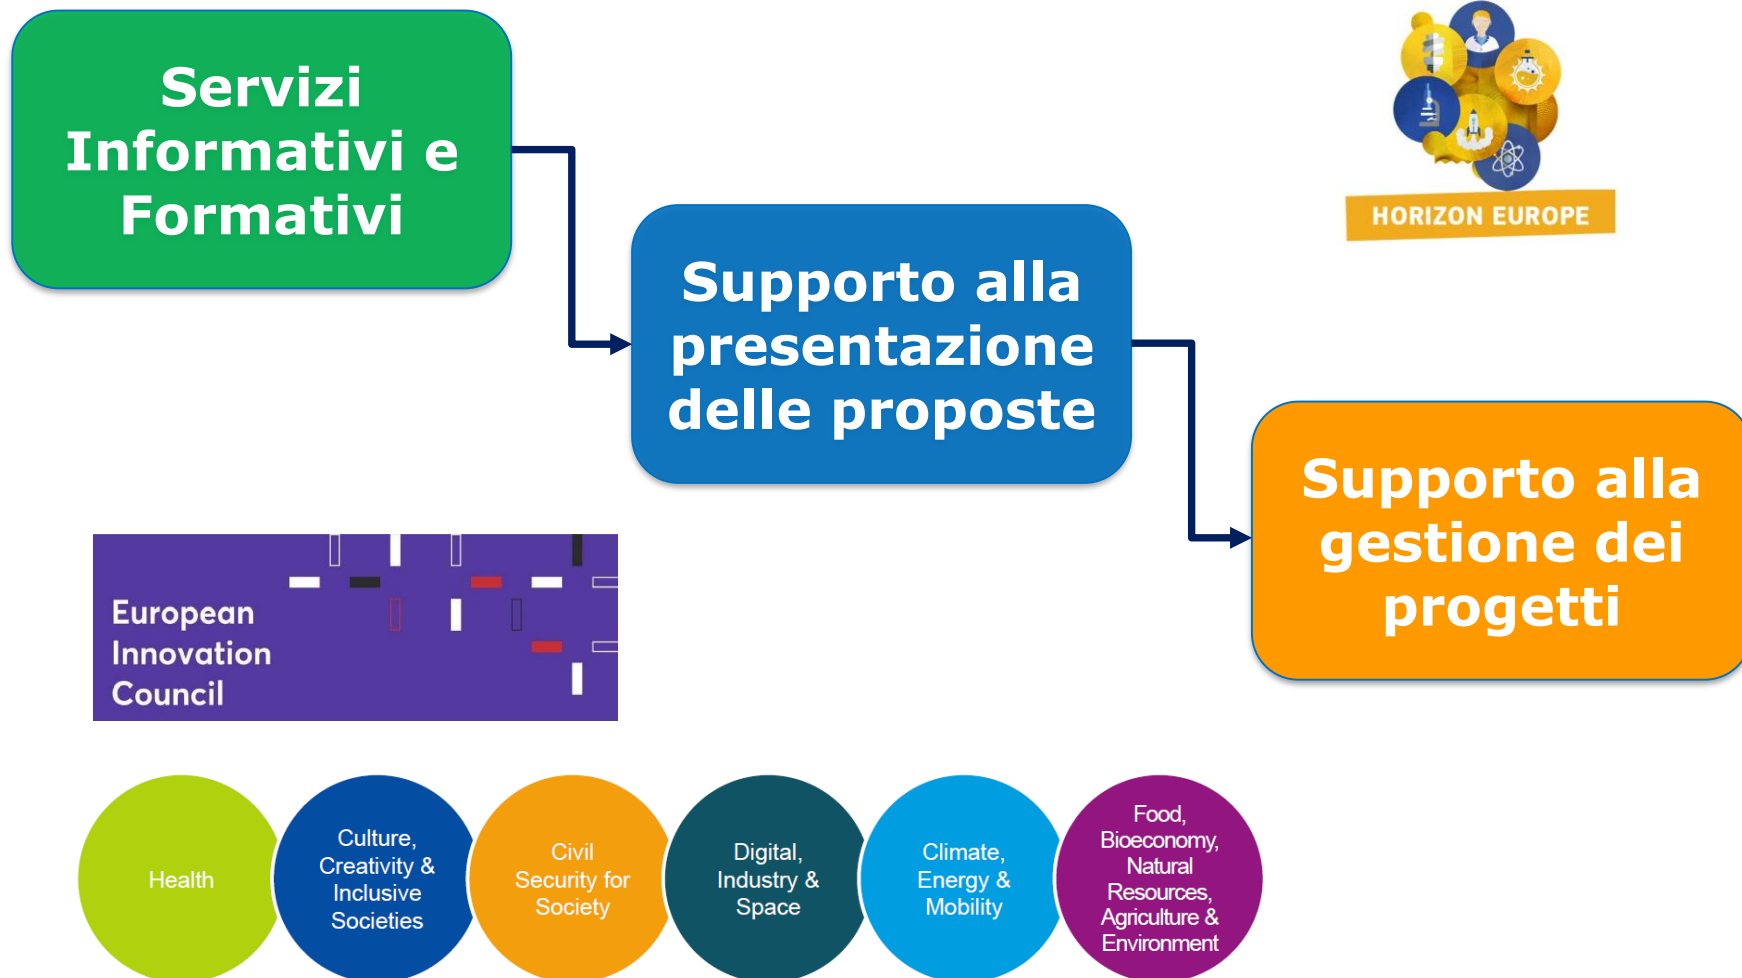 Servizi
Informativi e
Formativi
HORIZON EUROPE
Supporto alla
presentazione
delle proposte
Supporto alla
gestione dei
progetti
European
Innovation
Council
Health
Culture,
Creativity &
Inclusive
Societies
Civil
Security for
Society
Digital,
Industry &
Space
Climate,
Energy &
Mobility
Food,
Bioeconomy,
Natural
Resources,
Agriculture &
Environment